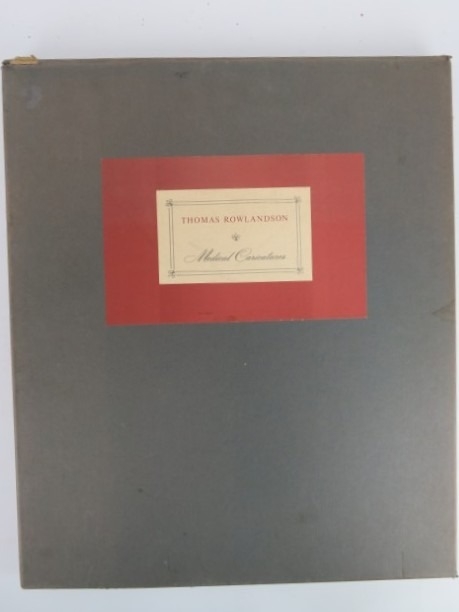 THOMAS ROWLANDSON
Medical Caricatures